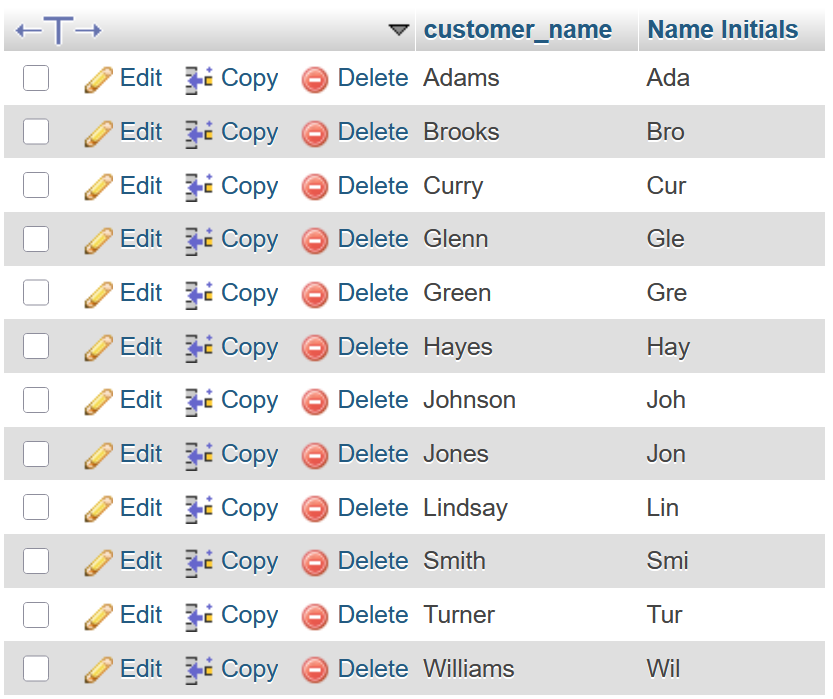 customer_name Name Initials
Edit Copy Delete Adams Ada
Edit Copy Delete Brooks Bro
Edit Copy Delete Curry Cur
Edit Copy Delete Glenn Gle
Edit Copy Delete Green Gre
Edit Copy Delete Hayes Hay
Edit Copy Delete Johnson Joh
Edit Copy Delete Jones Jon
Edit Copy Delete Lindsay Lin
Edit Copy Delete Smith Smi
Edit Copy Delete Turner Tur
Edit Copy Delete Williams Wil